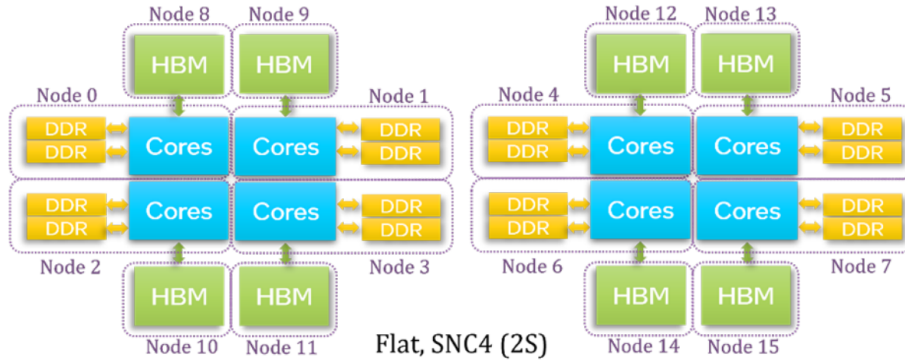 Node 8 Node 9 Node 12 Node 13
HBM HBM HBM HBM
Node 0 Node 1 Node 4 Node 5
DDR Cores Cores DDR DDR Cores Cores DDR
DDR DDR DDR DDR
DDR Cores Cores DDR DDR Cores Cores DDR
DDR DDR DDR DDR
Node 2 Node 3 Node 6 Node 7
HBM HBM HBM HBM
Node 10 Node 11 Flat, SNC4 (2S) Node 14 Node 15